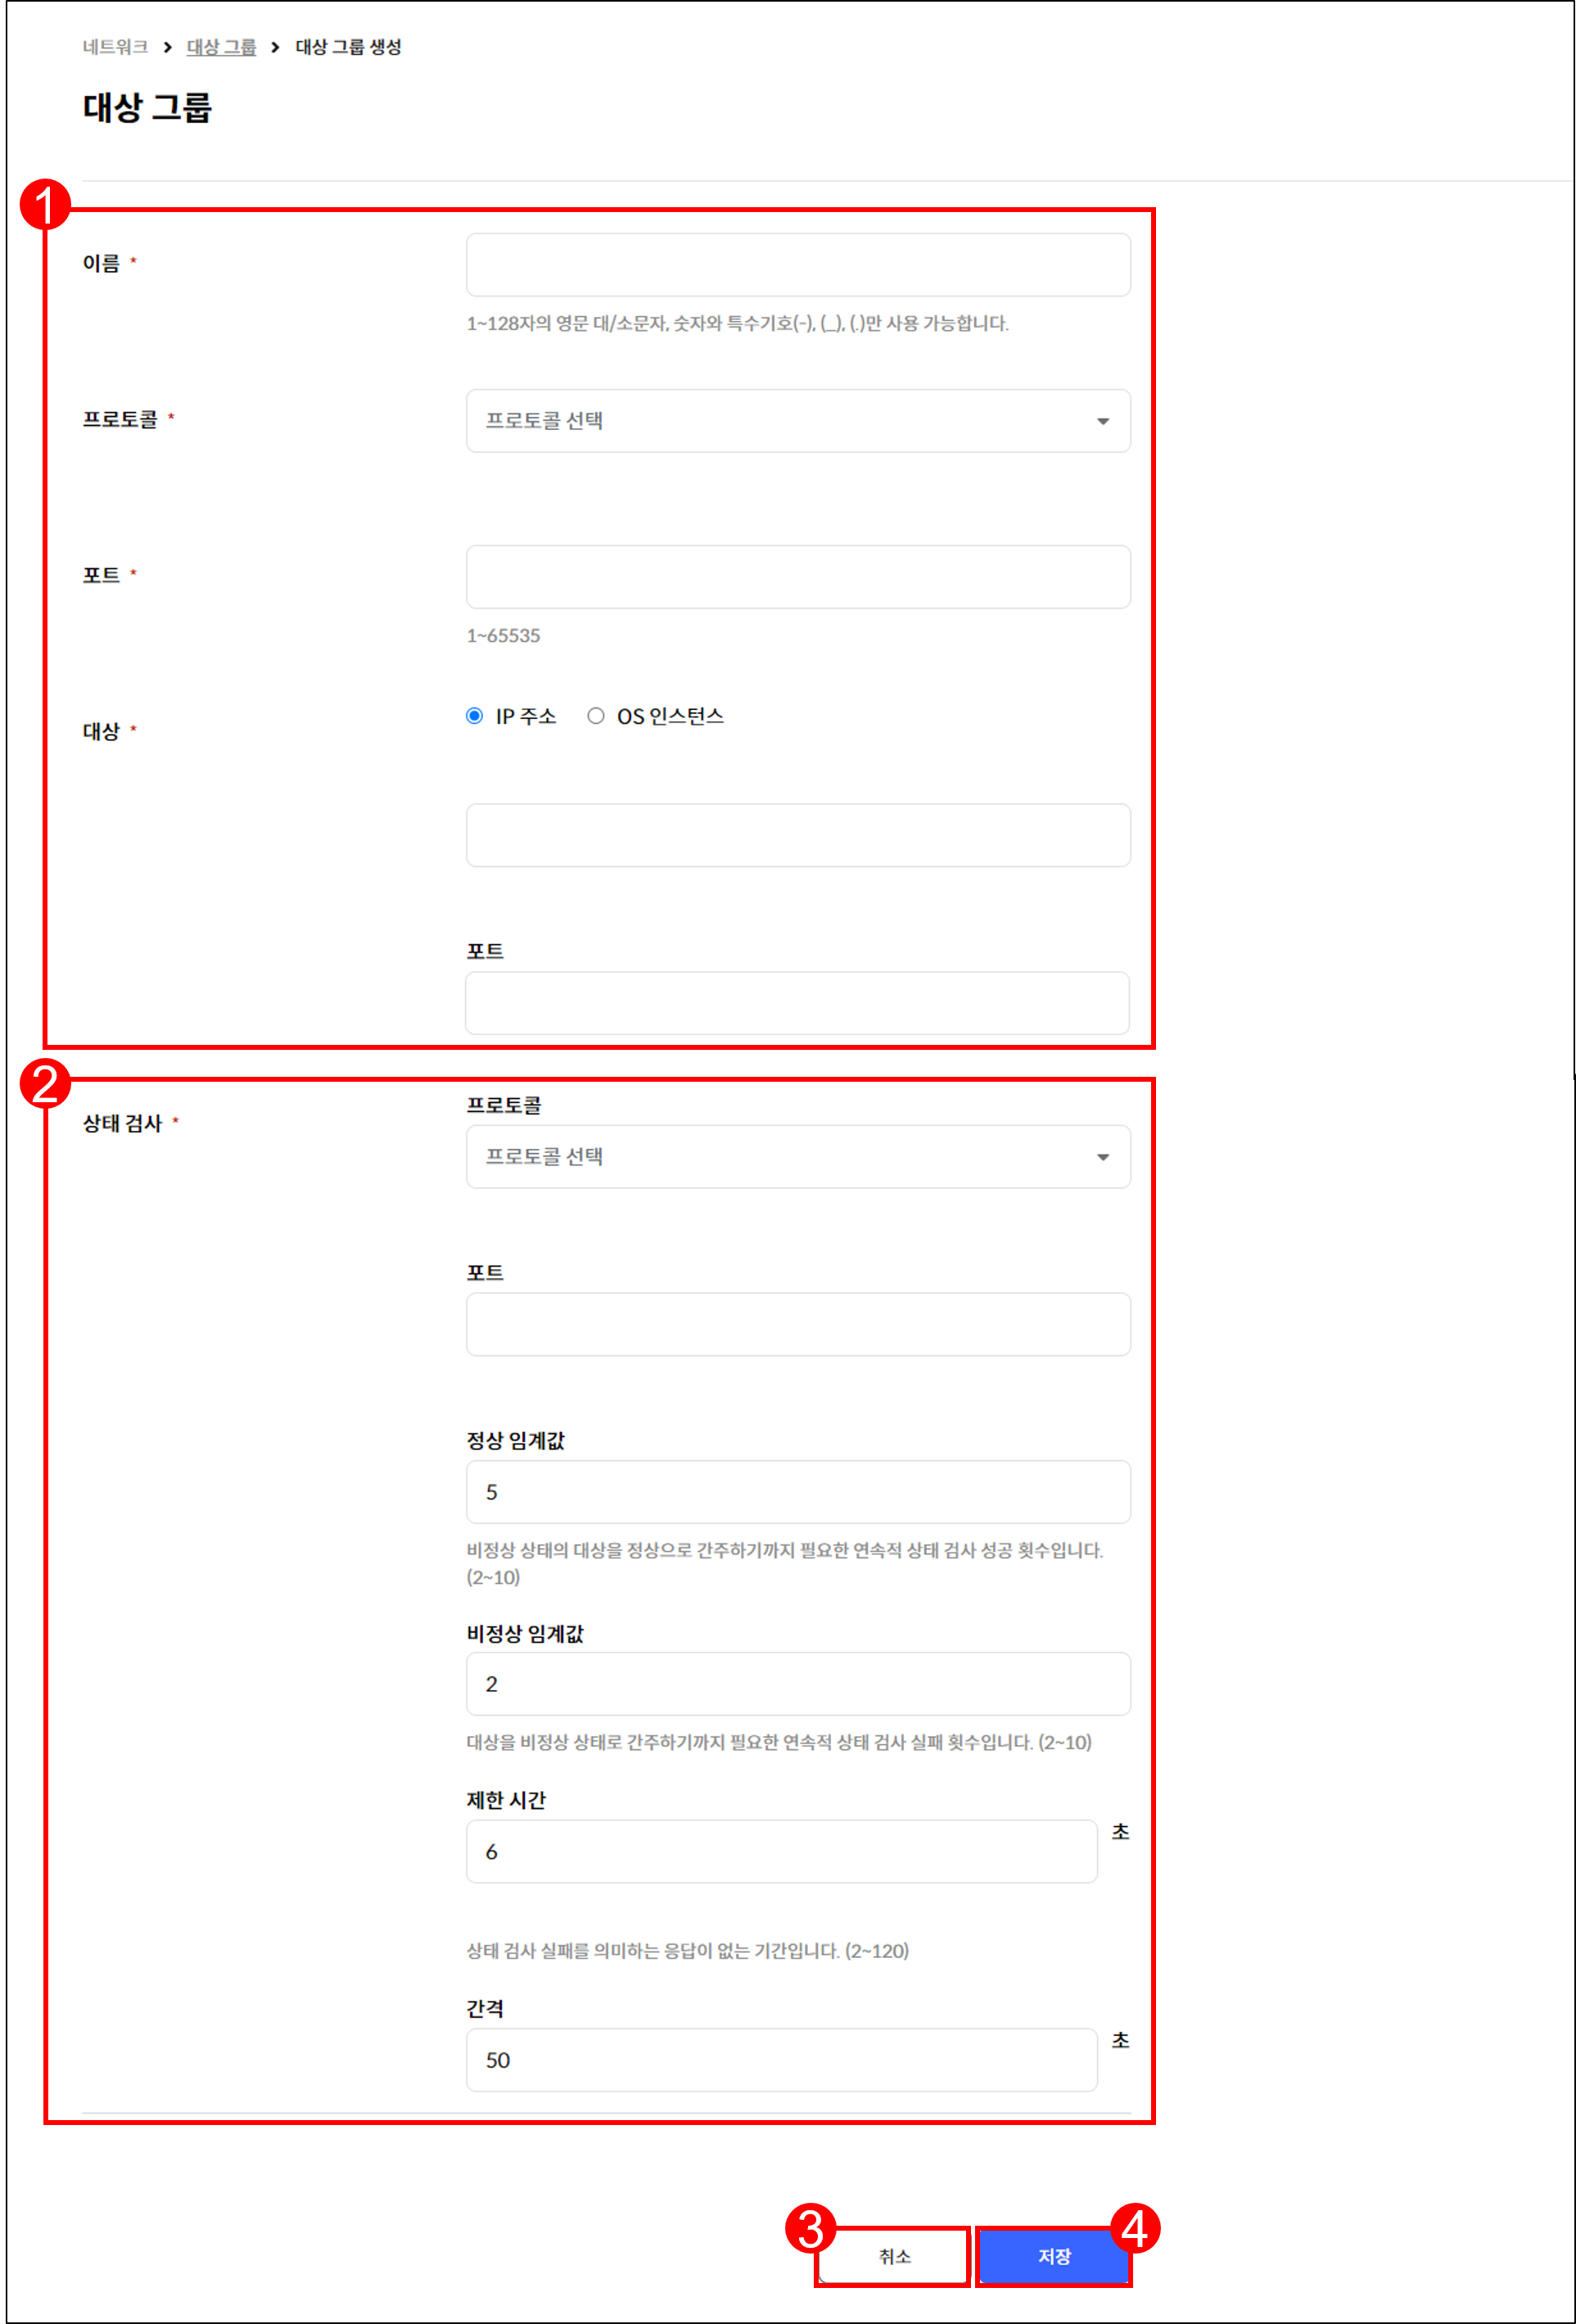 네트워크 > 대상 그룹 > 대상 그룹 생성
대상 그룹
1
이름 *
1~128자의 영문 대/소문자, 숫자와 특수기호(-), (_), (.)만 사용 가능합니다.
프로토콜 *
프로토콜 선택
포트 *
1~65535
대상 *
IP 주소 OS 인스턴스
포트
2
상태 검사 *
프로토콜
프로토콜 선택
포트
정상 임계값
5
비정상 상태의 대상을 정상으로 간주하기까지 필요한 연속적 상태 검사 성공 횟수입니다.
(2~10)
비정상 임계값
2
대상을 비정상 상태로 간주하기까지 필요한 연속적 상태 검사 실패 횟수입니다. (2~10)
제한 시간
6 초
상태 검사 실패를 의미하는 응답이 없는 기간입니다. (2~120)
간격
50 초
3 취소
4 저장